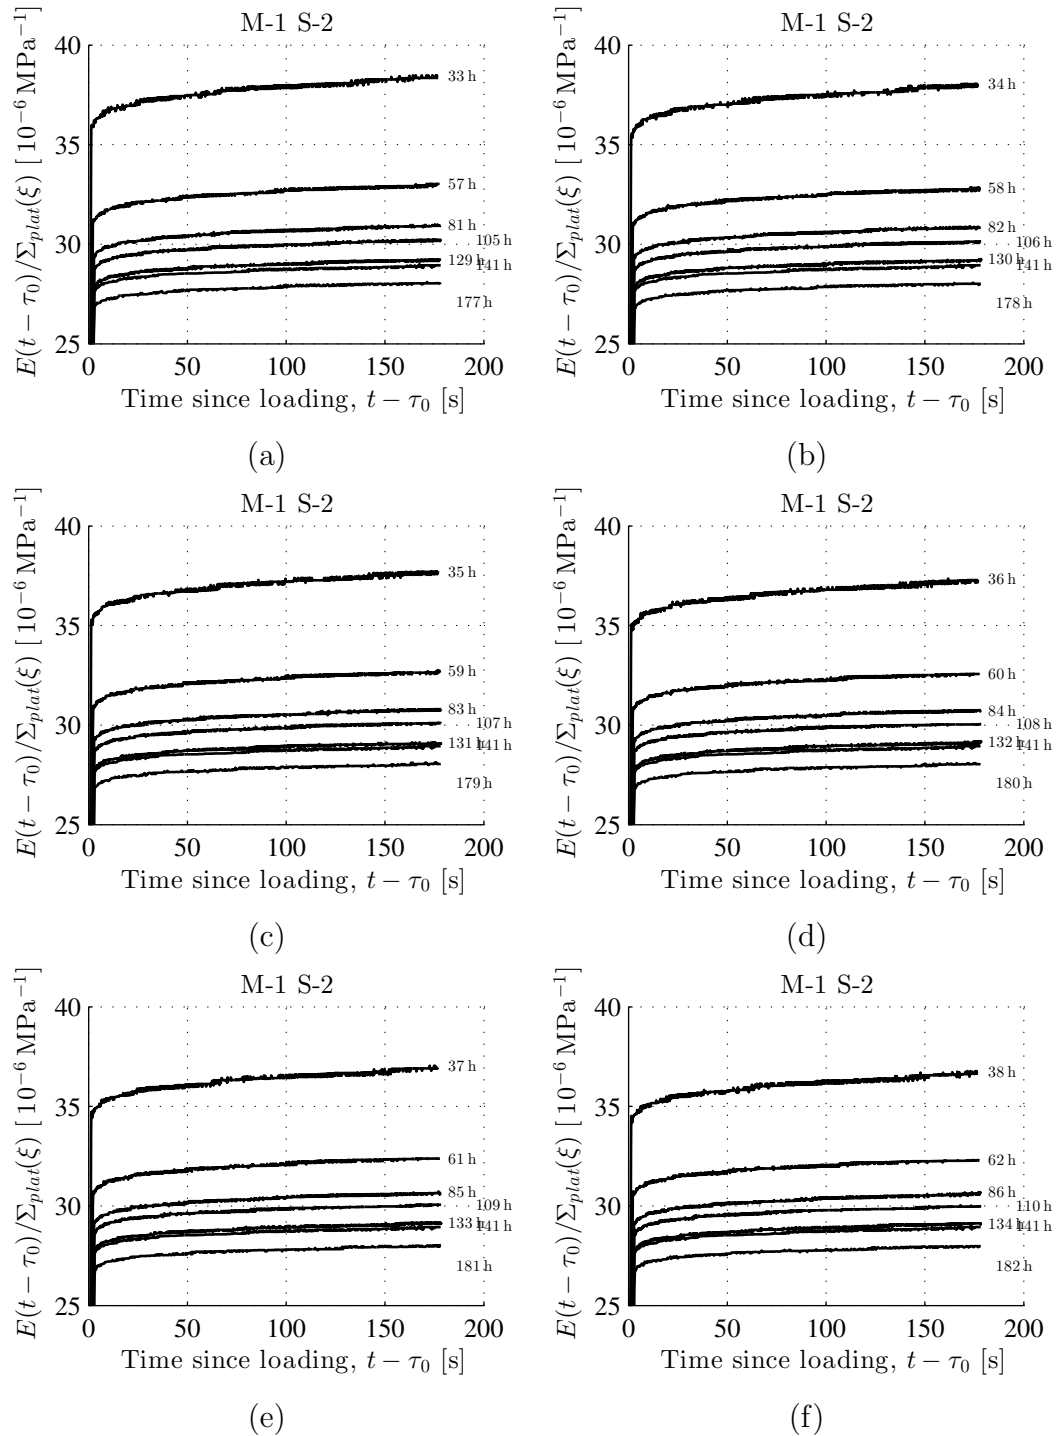 M-1 S-2
E(t − τ0)/Σplat(ξ) [10−6 MPa−1]
40
35
30
25
33 h
57 h
81 h
105 h
129 h
141 h
177 h
0 50 100 150 200
Time since loading, t − τ0 [s]
(a)
M-1 S-2
E(t − τ0)/Σplat(ξ) [10−6 MPa−1]
40
35
30
25
34 h
58 h
82 h
106 h
130 h
141 h
178 h
0 50 100 150 200
Time since loading, t − τ0 [s]
(b)
M-1 S-2
E(t − τ0)/Σplat(ξ) [10−6 MPa−1]
40
35
30
25
35 h
59 h
83 h
107 h
131 h
141 h
179 h
0 50 100 150 200
Time since loading, t − τ0 [s]
(c)
M-1 S-2
E(t − τ0)/Σplat(ξ) [10−6 MPa−1]
40
35
30
25
36 h
60 h
84 h
108 h
132 h
141 h
180 h
0 50 100 150 200
Time since loading, t − τ0 [s]
(d)
M-1 S-2
E(t − τ0)/Σplat(ξ) [10−6 MPa−1]
40
35
30
25
37 h
61 h
85 h
109 h
133 h
141 h
181 h
0 50 100 150 200
Time since loading, t − τ0 [s]
(e)
M-1 S-2
E(t − τ0)/Σplat(ξ) [10−6 MPa−1]
40
35
30
25
38 h
62 h
86 h
110 h
134 h
141 h
182 h
0 50 100 150 200
Time since loading, t − τ0 [s]
(f)